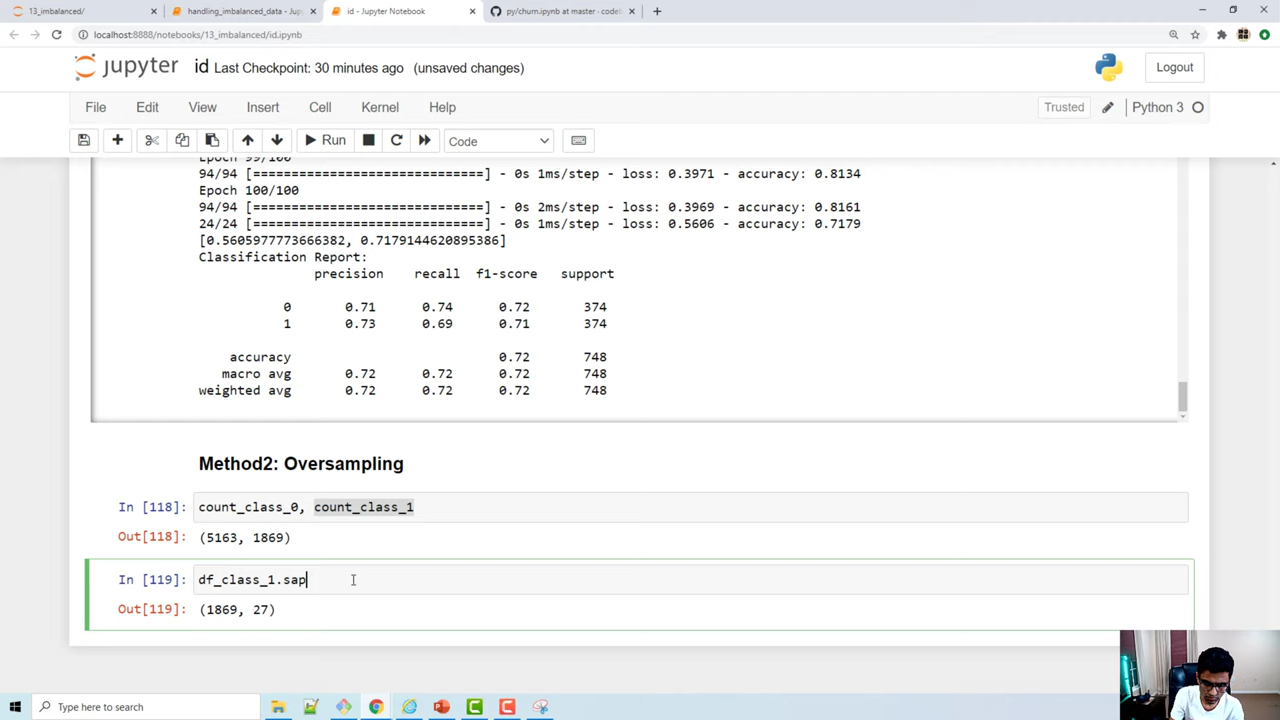 13_imbalanced/
handling_imbalanced_data - Jup
id - Jupyter Notebook
py/churn.ipynb at master · codeb
localhost:8888/notebooks/13_imbalanced/id.ipynb
jupyter
id Last Checkpoint: 30 minutes ago (unsaved changes)
Logout
File Edit View Insert Cell Kernel Help
Trusted
Python 3
Run
Code
Epoch 99/100
94/94 [==============================] - 0s 1ms/step - loss: 0.3971 - accuracy: 0.8134
Epoch 100/100
94/94 [==============================] - 0s 2ms/step - loss: 0.3969 - accuracy: 0.8161
24/24 [==============================] - 0s 1ms/step - loss: 0.5606 - accuracy: 0.7179
[0.5605977773666382, 0.7179144620895386]
Classification Report:
precision recall f1-score support
0 0.71 0.74 0.72 374
1 0.73 0.69 0.71 374
accuracy 0.72 748
macro avg 0.72 0.72 0.72 748
weighted avg 0.72 0.72 0.72 748
Method2: Oversampling
In [118]: count_class_0, count_class_1
Out[118]: (5163, 1869)
In [119]: df_class_1.sap
Out[119]: (1869, 27)
Type here to search